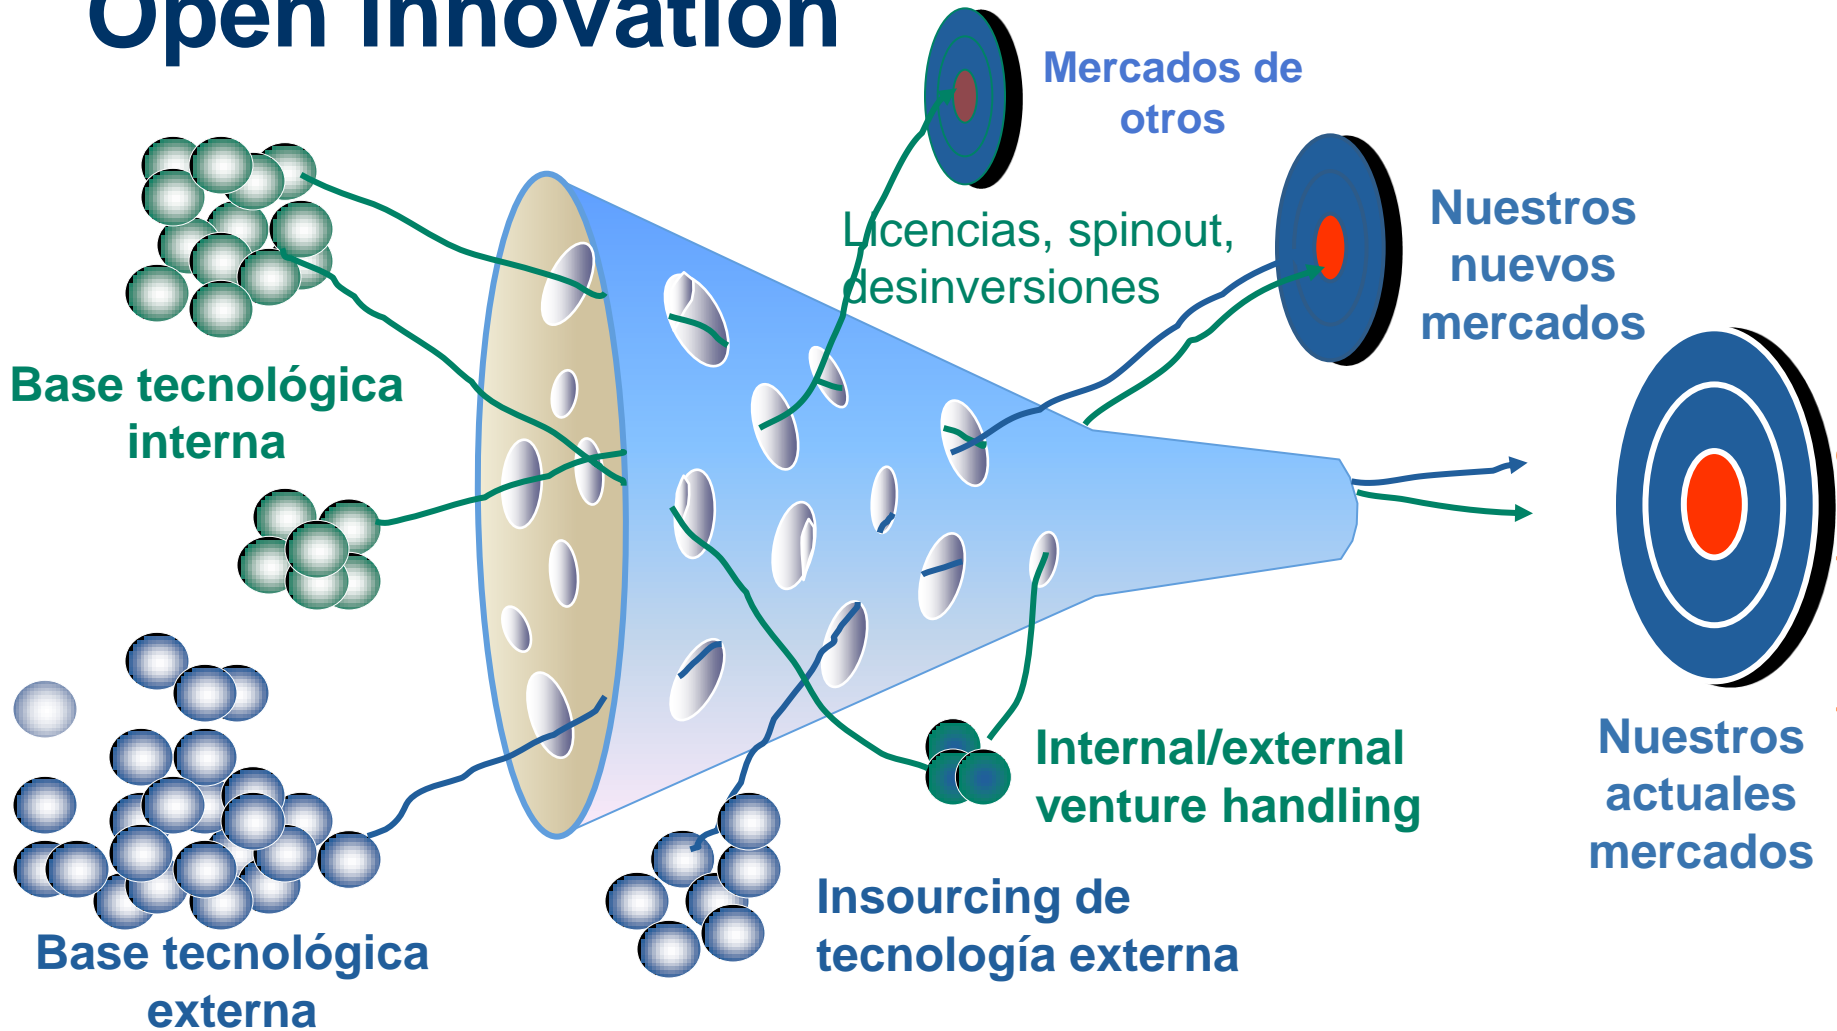 Open Innovation
Mercados de
otros
Licencias, spinout,
desinversiones
Nuestros
nuevos
mercados
Base tecnológica
interna
Internal/external
venture handling
Nuestros
actuales
mercados
Insourcing de
tecnología externa
Base tecnológica
externa